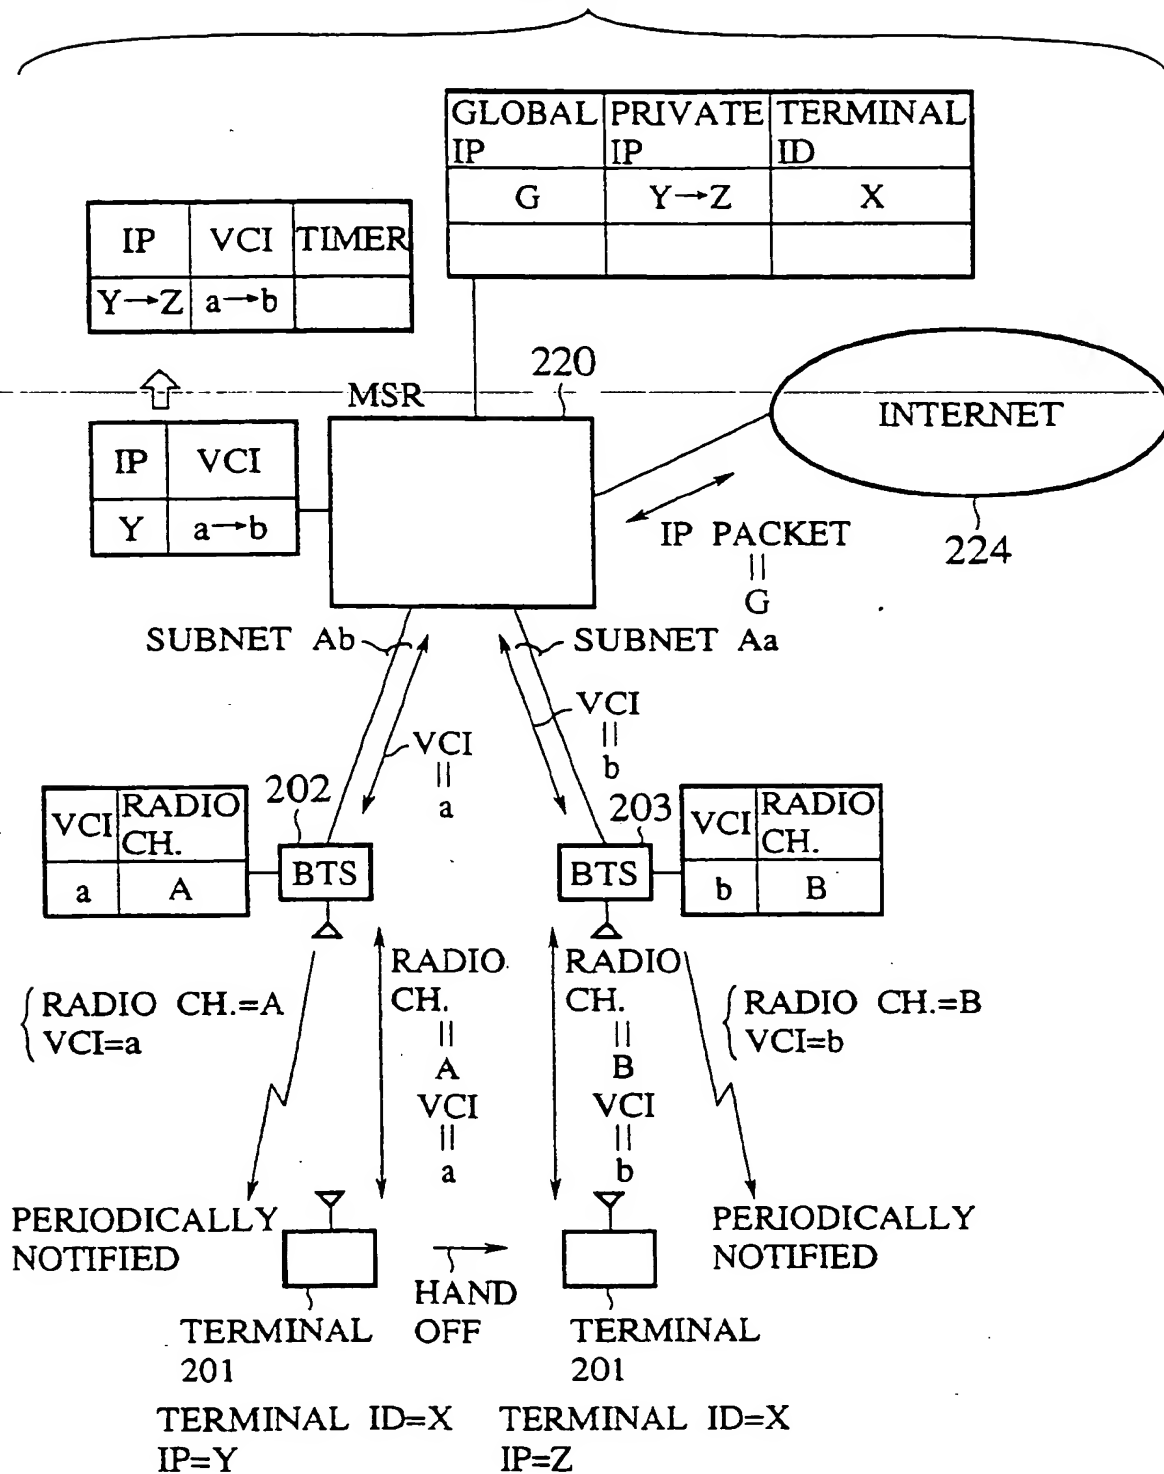 GLOBAL IP PRIVATE IP TERMINAL ID
G Y→Z X
IP VCI TIMER
Y→Z a→b
220
MSR
INTERNET
IP VCI
Y a→b
IP PACKET
||
G
224
SUBNET Ab
SUBNET Aa
VCI
||
b
VCI
||
a
202
203
VCI RADIO CH.
a A
BTS
BTS
VCI RADIO CH.
b B
RADIO CH.=A
VCI=a
RADIO
CH.
||
A
VCI
||
a
RADIO
CH.
||
B
VCI
||
b
RADIO CH.=B
VCI=b
PERIODICALLY
NOTIFIED
PERIODICALLY
NOTIFIED
HAND
OFF
TERMINAL
201
TERMINAL
201
TERMINAL ID=X
IP=Y
TERMINAL ID=X
IP=Z